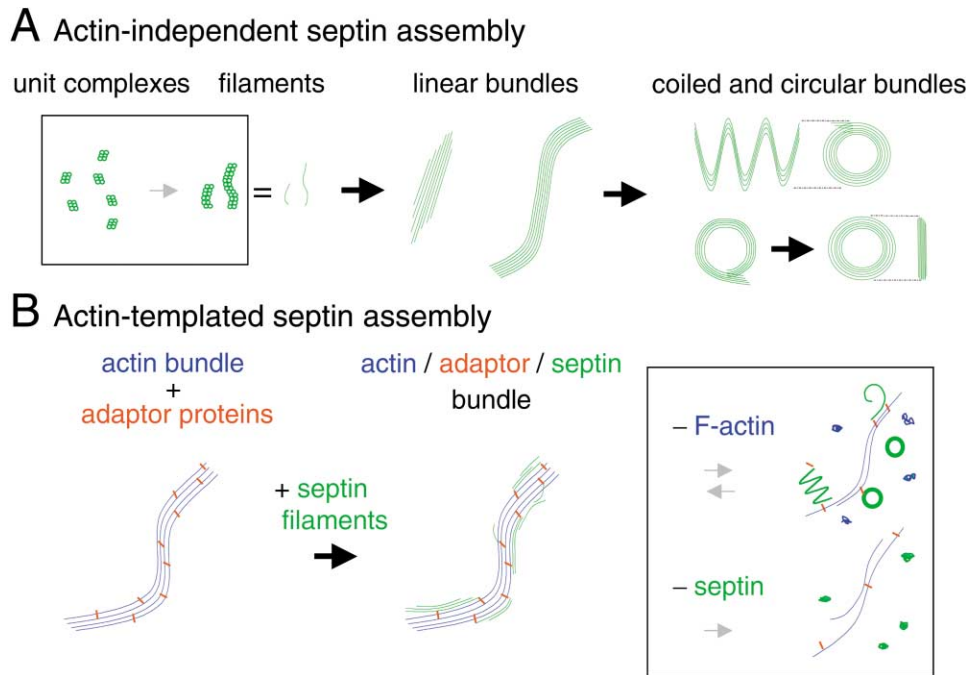 A Actin-independent septin assembly
unit complexes filaments linear bundles coiled and circular bundles
=
B Actin-templated septin assembly
actin bundle
+
adaptor proteins
actin / adaptor / septin
bundle
+ septin
filaments
– F-actin
– septin